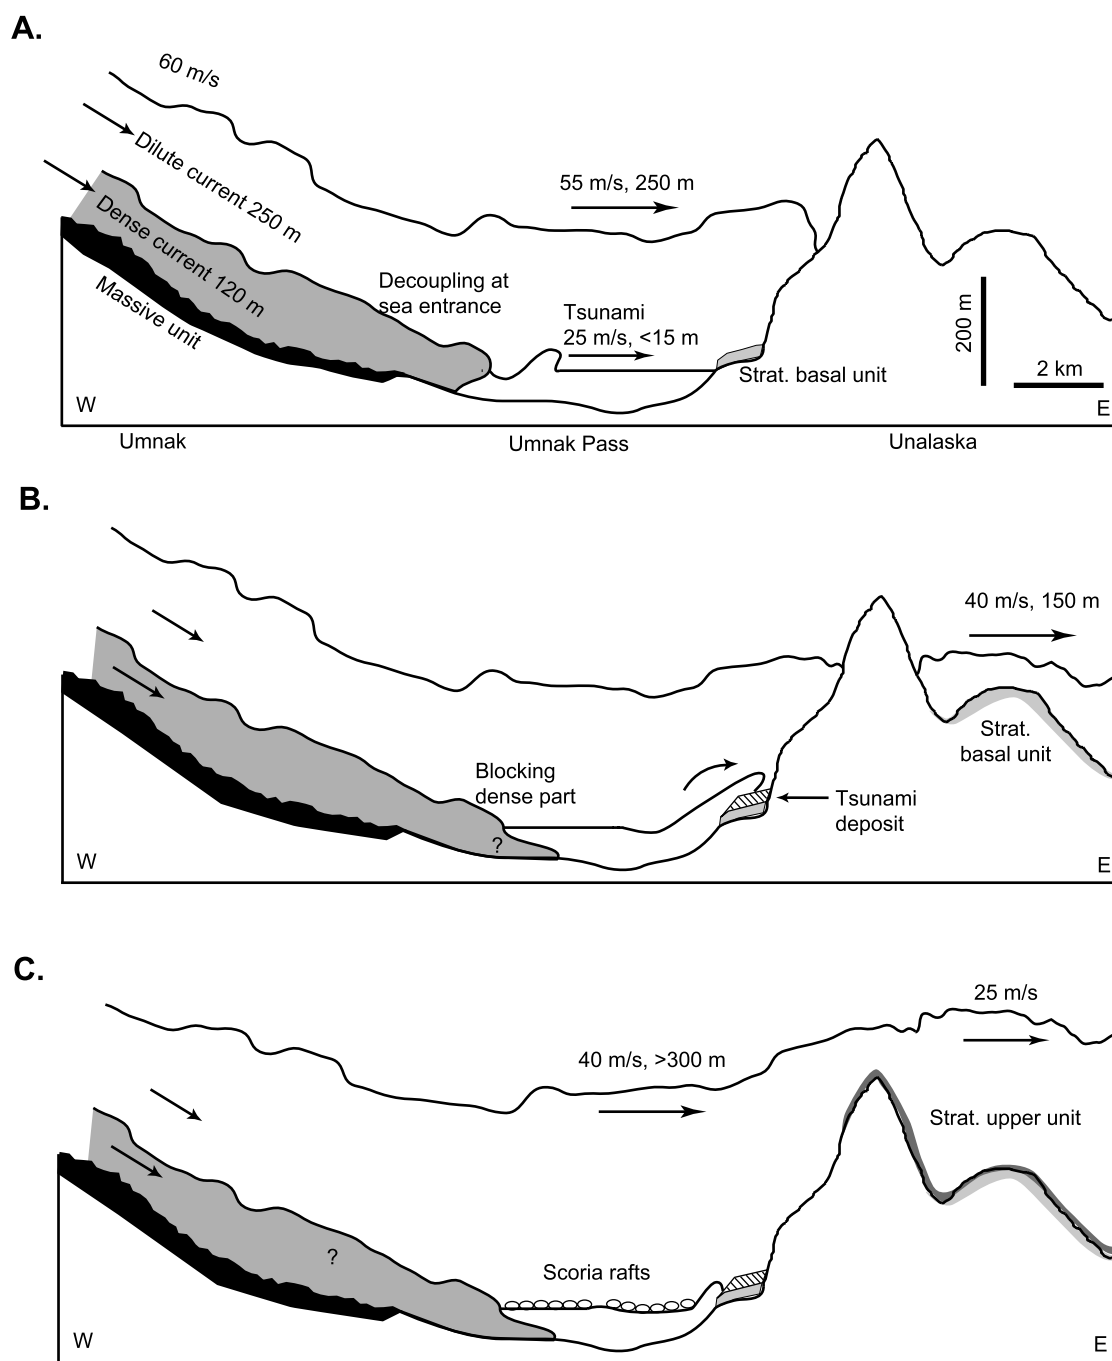 A.
60 m/s
Dilute current 250 m
Dense current 120 m
Massive unit
55 m/s, 250 m
Decoupling at
sea entrance
Tsunami
25 m/s, <15 m
Strat. basal unit
200 m
2 km
W
E
Umnak
Umnak Pass
Unalaska
B.
40 m/s, 150 m
Strat.
basal unit
Blocking
dense part
Tsunami
deposit
?
W
E
C.
25 m/s
40 m/s, >300 m
Strat. upper unit
?
Scoria rafts
W
E